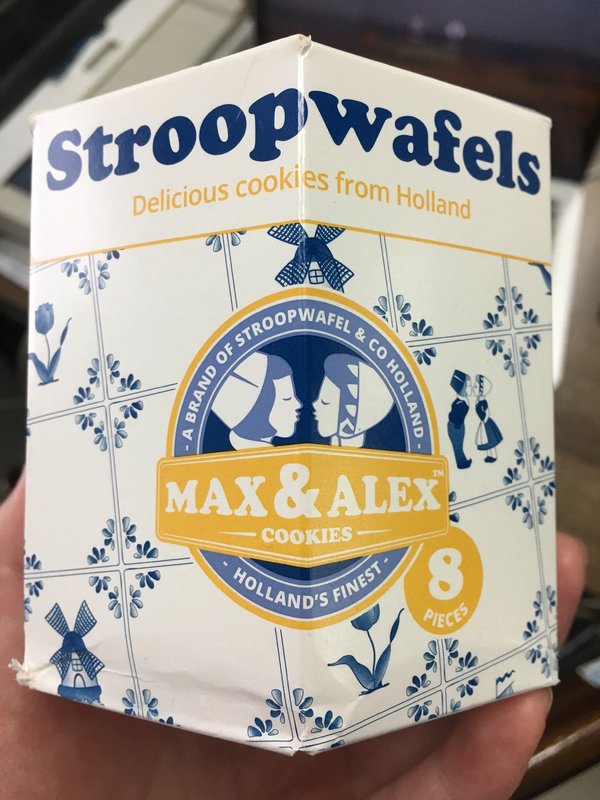 Stroopwafels
Delicious cookies from Holland
- A BRAND OF STROOPWAFEL & CO HOLLAND -
MAX & ALEX™
COOKIES
- HOLLAND'S FINEST -
8
PIECES